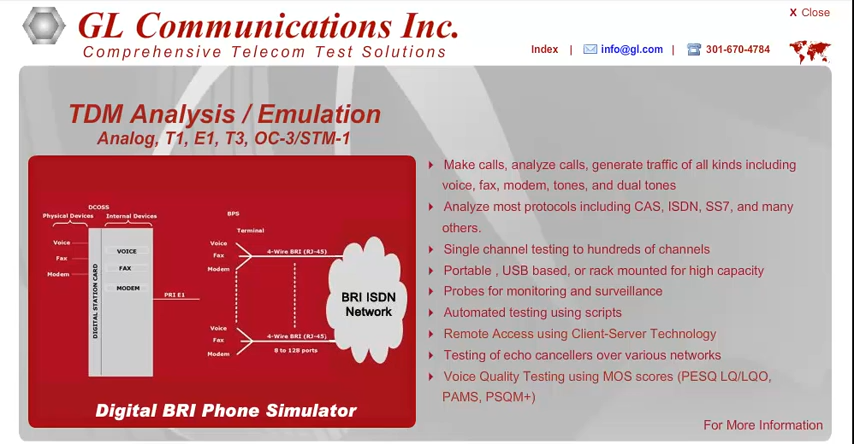 GL Communications Inc.
Comprehensive Telecom Test Solutions
X Close
Index | info@gl.com | 301-670-4784
TDM Analysis / Emulation
Analog, T1, E1, T3, OC-3/STM-1
DCOSS
Physical Devices Internal Devices
Voice
Fax
Modem
DIGITAL STATION CARD
VOICE
FAX
MODEM
PRI E1
BPS
Terminal
Voice
Fax
Modem
4-Wire BRI (RJ-45)
Voice
Fax
Modem
4-Wire BRI (RJ-45)
8 to 128 ports
BRI ISDN
Network
Digital BRI Phone Simulator
Make calls, analyze calls, generate traffic of all kinds including
voice, fax, modem, tones, and dual tones
Analyze most protocols including CAS, ISDN, SS7, and many
others.
Single channel testing to hundreds of channels
Portable , USB based, or rack mounted for high capacity
Probes for monitoring and surveillance
Automated testing using scripts
Remote Access using Client-Server Technology
Testing of echo cancellers over various networks
Voice Quality Testing using MOS scores (PESQ LQ/LQO,
PAMS, PSQM+)
For More Information